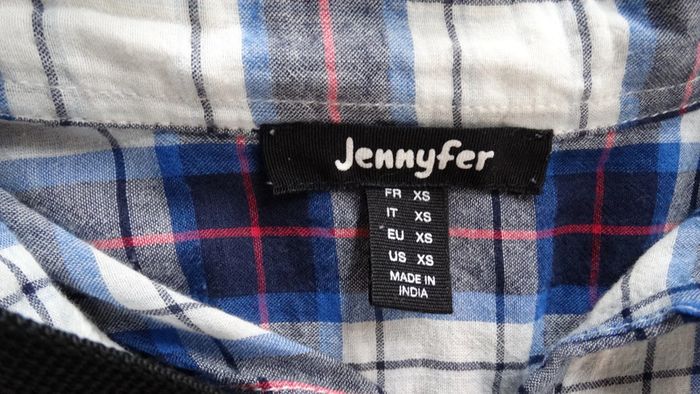 Jennyfer
FR XS
IT XS
EU XS
US XS
MADE IN
INDIA